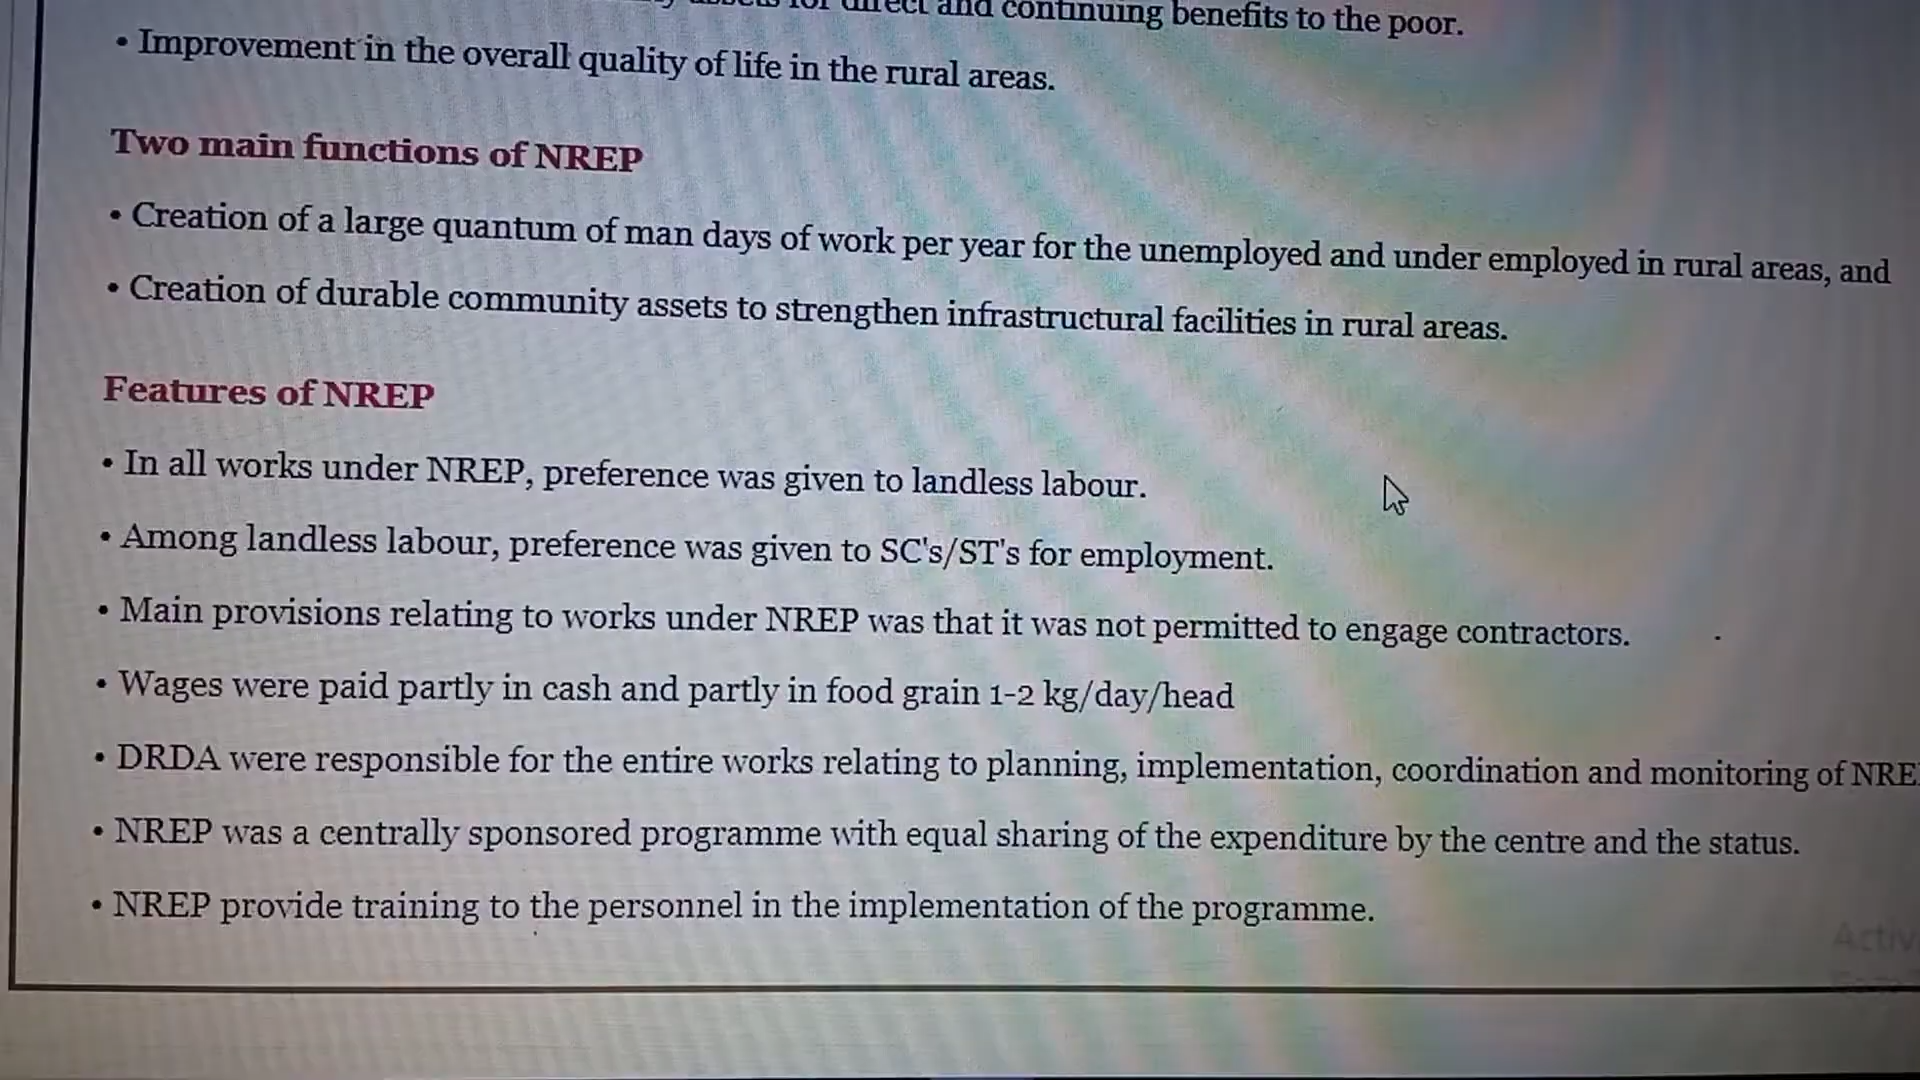 direct and continuing benefits to the poor.
• Improvement in the overall quality of life in the rural areas.
Two main functions of NREP
• Creation of a large quantum of man days of work per year for the unemployed and under employed in rural areas, and
• Creation of durable community assets to strengthen infrastructural facilities in rural areas.
Features of NREP
• In all works under NREP, preference was given to landless labour.
• Among landless labour, preference was given to SC's/ST's for employment.
• Main provisions relating to works under NREP was that it was not permitted to engage contractors.
• Wages were paid partly in cash and partly in food grain 1-2 kg/day/head
• DRDA were responsible for the entire works relating to planning, implementation, coordination and monitoring of NRE
• NREP was a centrally sponsored programme with equal sharing of the expenditure by the centre and the status.
• NREP provide training to the personnel in the implementation of the programme.
Activ